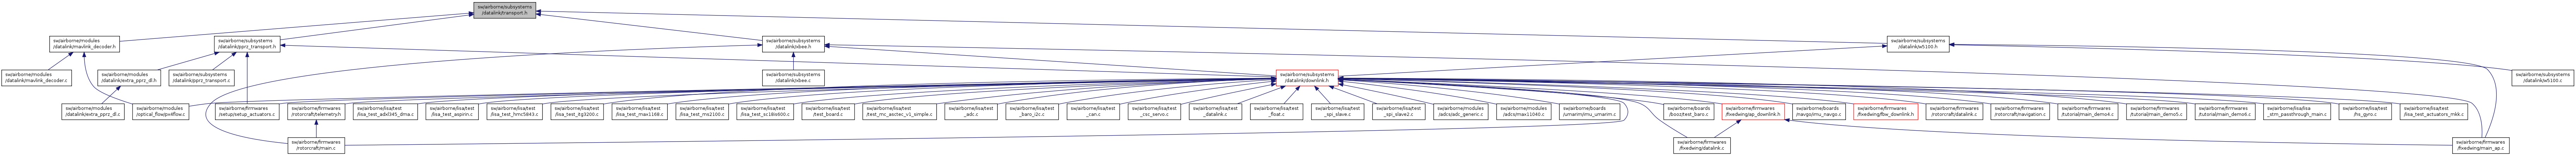 sw/airborne/subsystems
/datalink/transport.h
sw/airborne/modules
/datalink/mavlink_decoder.h
sw/airborne/subsystems
/datalink/pprz_transport.h
sw/airborne/subsystems
/datalink/xbee.h
sw/airborne/subsystems
/datalink/w5100.h
sw/airborne/modules
/datalink/mavlink_decoder.c
sw/airborne/modules
/datalink/extra_pprz_dl.h
sw/airborne/subsystems
/datalink/pprz_transport.c
sw/airborne/subsystems
/datalink/xbee.c
sw/airborne/subsystems
/datalink/downlink.h
sw/airborne/subsystems
/datalink/w5100.c
sw/airborne/modules
/datalink/extra_pprz_dl.c
sw/airborne/modules
/optical_flow/px4flow.c
sw/airborne/firmwares
/setup/setup_actuators.c
sw/airborne/firmwares
/rotorcraft/telemetry.h
sw/airborne/lisa/test
/lisa_test_adxl345_dma.c
sw/airborne/lisa/test
/lisa_test_aspirin.c
sw/airborne/lisa/test
/lisa_test_hmc5843.c
sw/airborne/lisa/test
/lisa_test_itg3200.c
sw/airborne/lisa/test
/lisa_test_max1168.c
sw/airborne/lisa/test
/lisa_test_ms2100.c
sw/airborne/lisa/test
/lisa_test_sc18is600.c
sw/airborne/lisa/test
/test_board.c
sw/airborne/lisa/test
/test_mc_asctec_v1_simple.c
sw/airborne/lisa/test
_adc.c
sw/airborne/lisa/test
_baro_i2c.c
sw/airborne/lisa/test
_can.c
sw/airborne/lisa/test
_csc_servo.c
sw/airborne/lisa/test
_datalink.c
sw/airborne/lisa/test
_float.c
sw/airborne/lisa/test
_spi_slave.c
sw/airborne/lisa/test
_spi_slave2.c
sw/airborne/modules
/adcs/adc_generic.c
sw/airborne/modules
/adcs/max11040.c
sw/airborne/boards
/umarim/imu_umarim.c
sw/airborne/boards
/booz/test_baro.c
sw/airborne/firmwares
/fixedwing/ap_downlink.h
sw/airborne/boards
/navgo/imu_navgo.c
sw/airborne/firmwares
/fixedwing/fbw_downlink.h
sw/airborne/firmwares
/rotorcraft/datalink.c
sw/airborne/firmwares
/rotorcraft/navigation.c
sw/airborne/firmwares
/tutorial/main_demo4.c
sw/airborne/firmwares
/tutorial/main_demo5.c
sw/airborne/firmwares
/tutorial/main_demo6.c
sw/airborne/lisa/lisa
_stm_passthrough_main.c
sw/airborne/lisa/test
/hs_gyro.c
sw/airborne/lisa/test
/lisa_test_actuators_mkk.c
sw/airborne/firmwares
/rotorcraft/main.c
sw/airborne/firmwares
/fixedwing/datalink.c
sw/airborne/firmwares
/fixedwing/main_ap.c